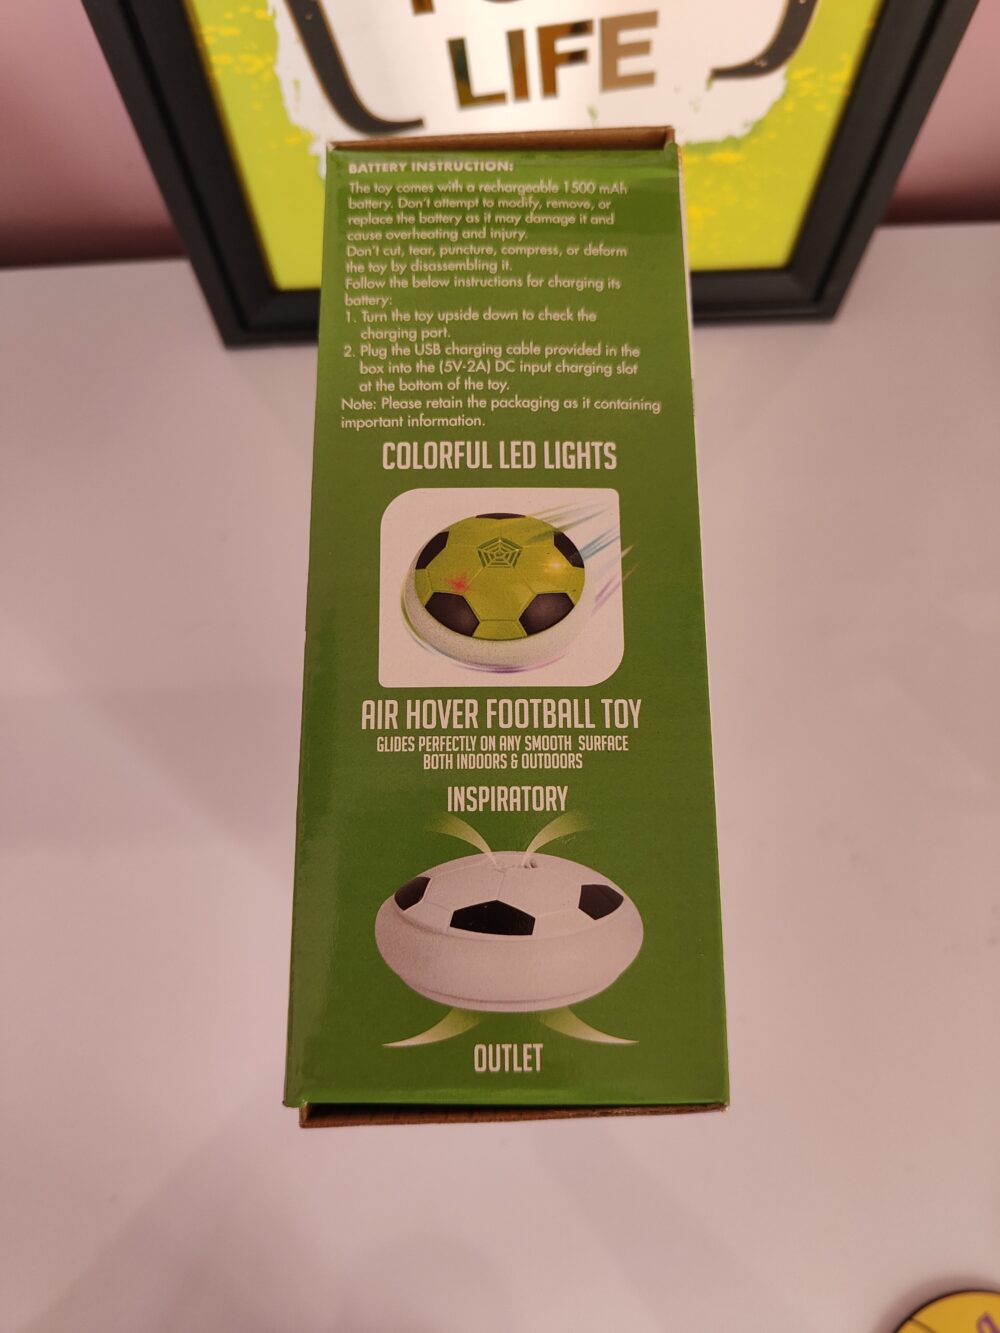 LIFE
BATTERY INSTRUCTION:
The toy comes with a rechargeable 1500 mAh
battery. Don't attempt to modify, remove, or
replace the battery as it may damage it and
cause overheating and injury.
Don't cut, tear, puncture, compress, or deform
the toy by disassembling it.
Follow the below instructions for charging its
battery:
1. Turn the toy upside down to check the
charging port.
2. Plug the USB charging cable provided in the
box into the (5V-2A) DC input charging slot
at the bottom of the toy.
Note: Please retain the packaging as it containing
important information.
COLORFUL LED LIGHTS
AIR HOVER FOOTBALL TOY
GLIDES PERFECTLY ON ANY SMOOTH SURFACE
BOTH INDOORS & OUTDOORS
INSPIRATORY
OUTLET